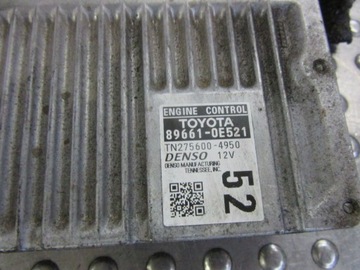 ENGINE CONTROL
TOYOTA
89661-0E521
TN275600-4950
DENSO 12V
DENSO MANUFACTURING
TENNESSEE, INC.
52